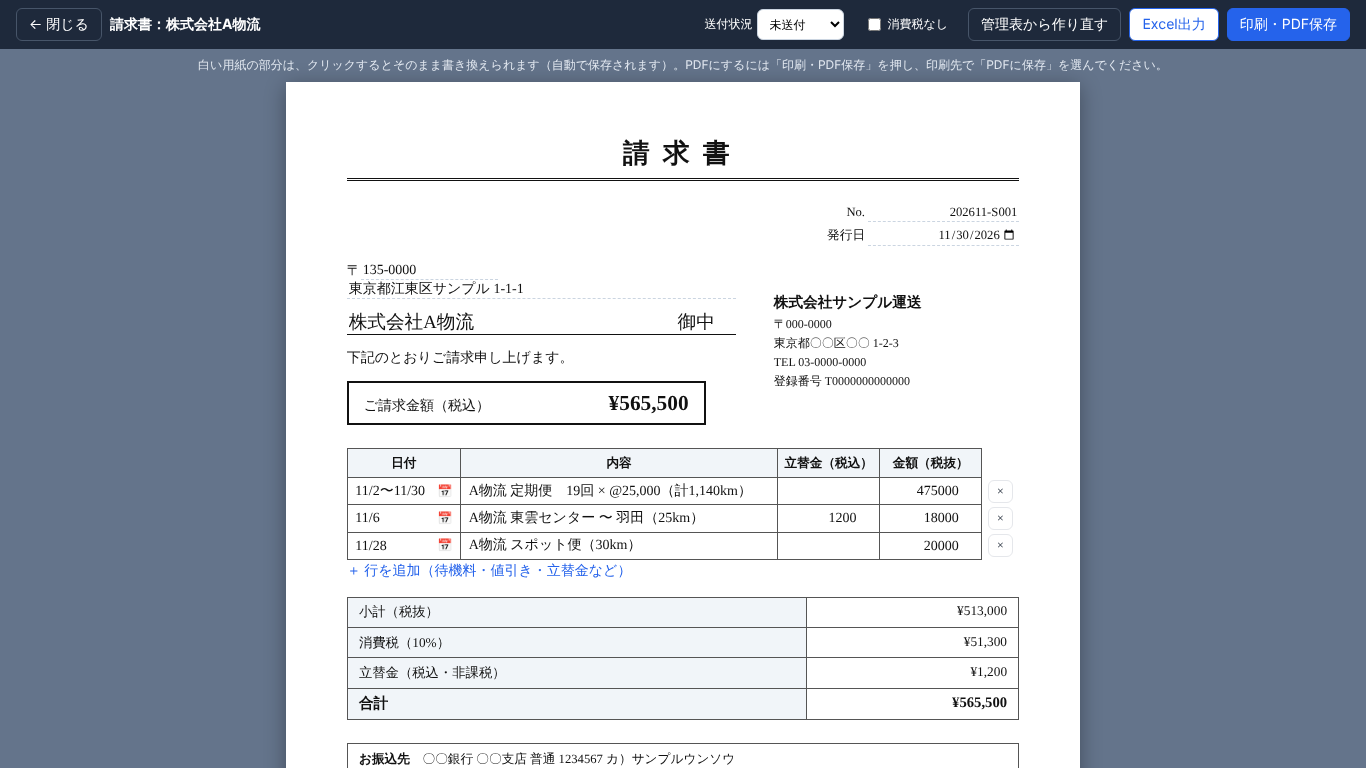 ← 閉じる 請求書：株式会社A物流 送付状況 未送付 消費税なし 管理表から作り直す Excel出力 印刷・PDF保存
白い用紙の部分は、クリックするとそのまま書き換えられます（自動で保存されます）。PDFにするには「印刷・PDF保存」を押し、印刷先で「PDFに保存」を選んでください。
請求書
No. 202611-S001
発行日 11/30/2026
〒 135-0000
東京都江東区サンプル 1-1-1
株式会社A物流 御中
下記のとおりご請求申し上げます。
ご請求金額（税込） ¥565,500
株式会社サンプル運送
〒000-0000
東京都〇〇区〇〇 1-2-3
TEL 03-0000-0000
登録番号 T0000000000000
日付 内容 立替金（税込） 金額（税抜）
11/2〜11/30 A物流 定期便　19回 × @25,000（計1,140km） 475000 ×
11/6 A物流 東雲センター 〜 羽田（25km） 1200 18000 ×
11/28 A物流 スポット便（30km） 20000 ×
＋ 行を追加（待機料・値引き・立替金など）
小計（税抜） ¥513,000
消費税（10%） ¥51,300
立替金（税込・非課税） ¥1,200
合計 ¥565,500
お振込先 〇〇銀行 〇〇支店 普通 1234567 カ）サンプルウンソウ